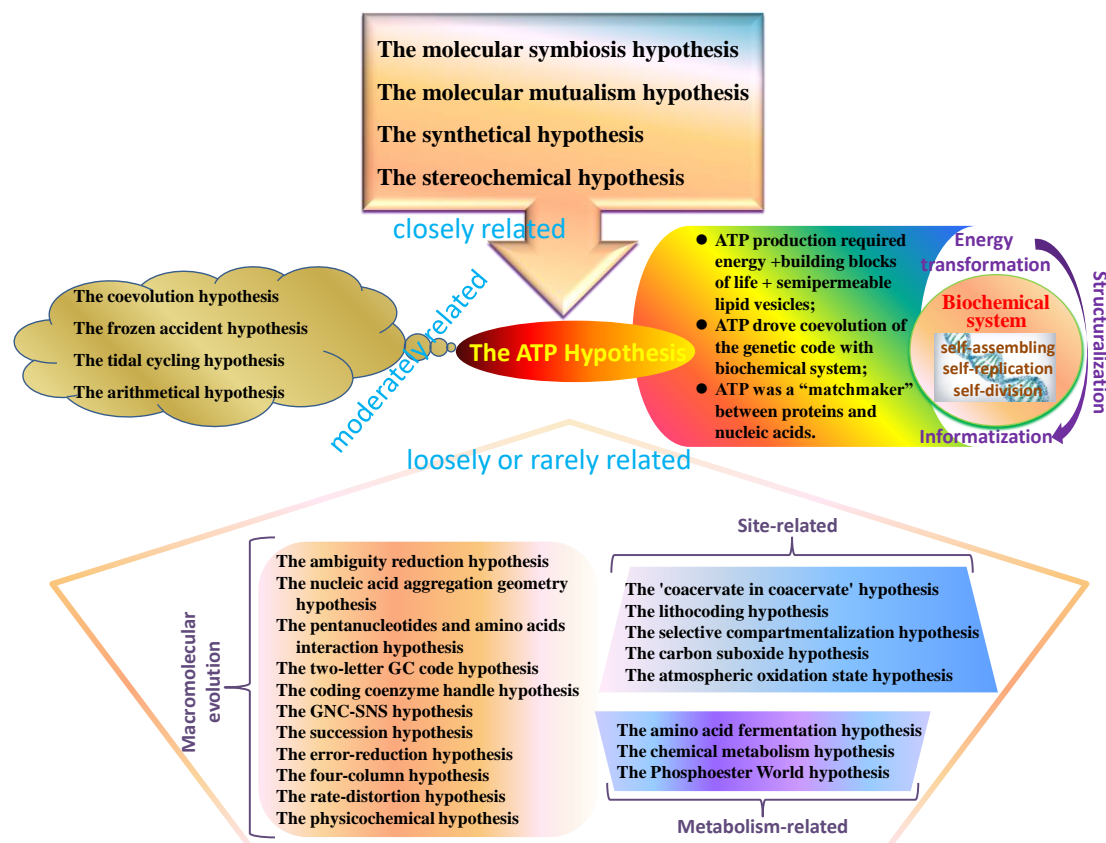 The molecular symbiosis hypothesis
The molecular mutualism hypothesis
The synthetical hypothesis
The stereochemical hypothesis
closely related
The coevolution hypothesis
The frozen accident hypothesis
The tidal cycling hypothesis
The arithmetical hypothesis
moderately related
The ATP Hypothesis
● ATP production required
energy +building blocks
of life + semipermeable
lipid vesicles;
● ATP drove coevolution of
the genetic code with
biochemical system;
● ATP was a “matchmaker”
between proteins and
nucleic acids.
Energy
transformation
Biochemical
system
self-assembling
self-replication
self-division
Informatization
Structuralization
loosely or rarely related
Macromolecular
evolution
The ambiguity reduction hypothesis
The nucleic acid aggregation geometry
hypothesis
The pentanucleotides and amino acids
interaction hypothesis
The two-letter GC code hypothesis
The coding coenzyme handle hypothesis
The GNC-SNS hypothesis
The succession hypothesis
The error-reduction hypothesis
The four-column hypothesis
The rate-distortion hypothesis
The physicochemical hypothesis
Site-related
The 'coacervate in coacervate' hypothesis
The lithocoding hypothesis
The selective compartmentalization hypothesis
The carbon suboxide hypothesis
The atmospheric oxidation state hypothesis
The amino acid fermentation hypothesis
The chemical metabolism hypothesis
The Phosphoester World hypothesis
Metabolism-related